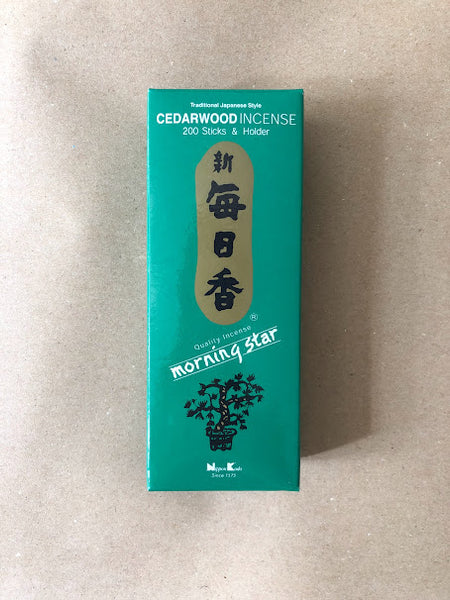 Traditional Japanese Style
CEDARWOOD INCENSE
200 Sticks & Holder
新
每
日
香
®
Quality Incense
morning star
Nippon Kodo
Since 1575